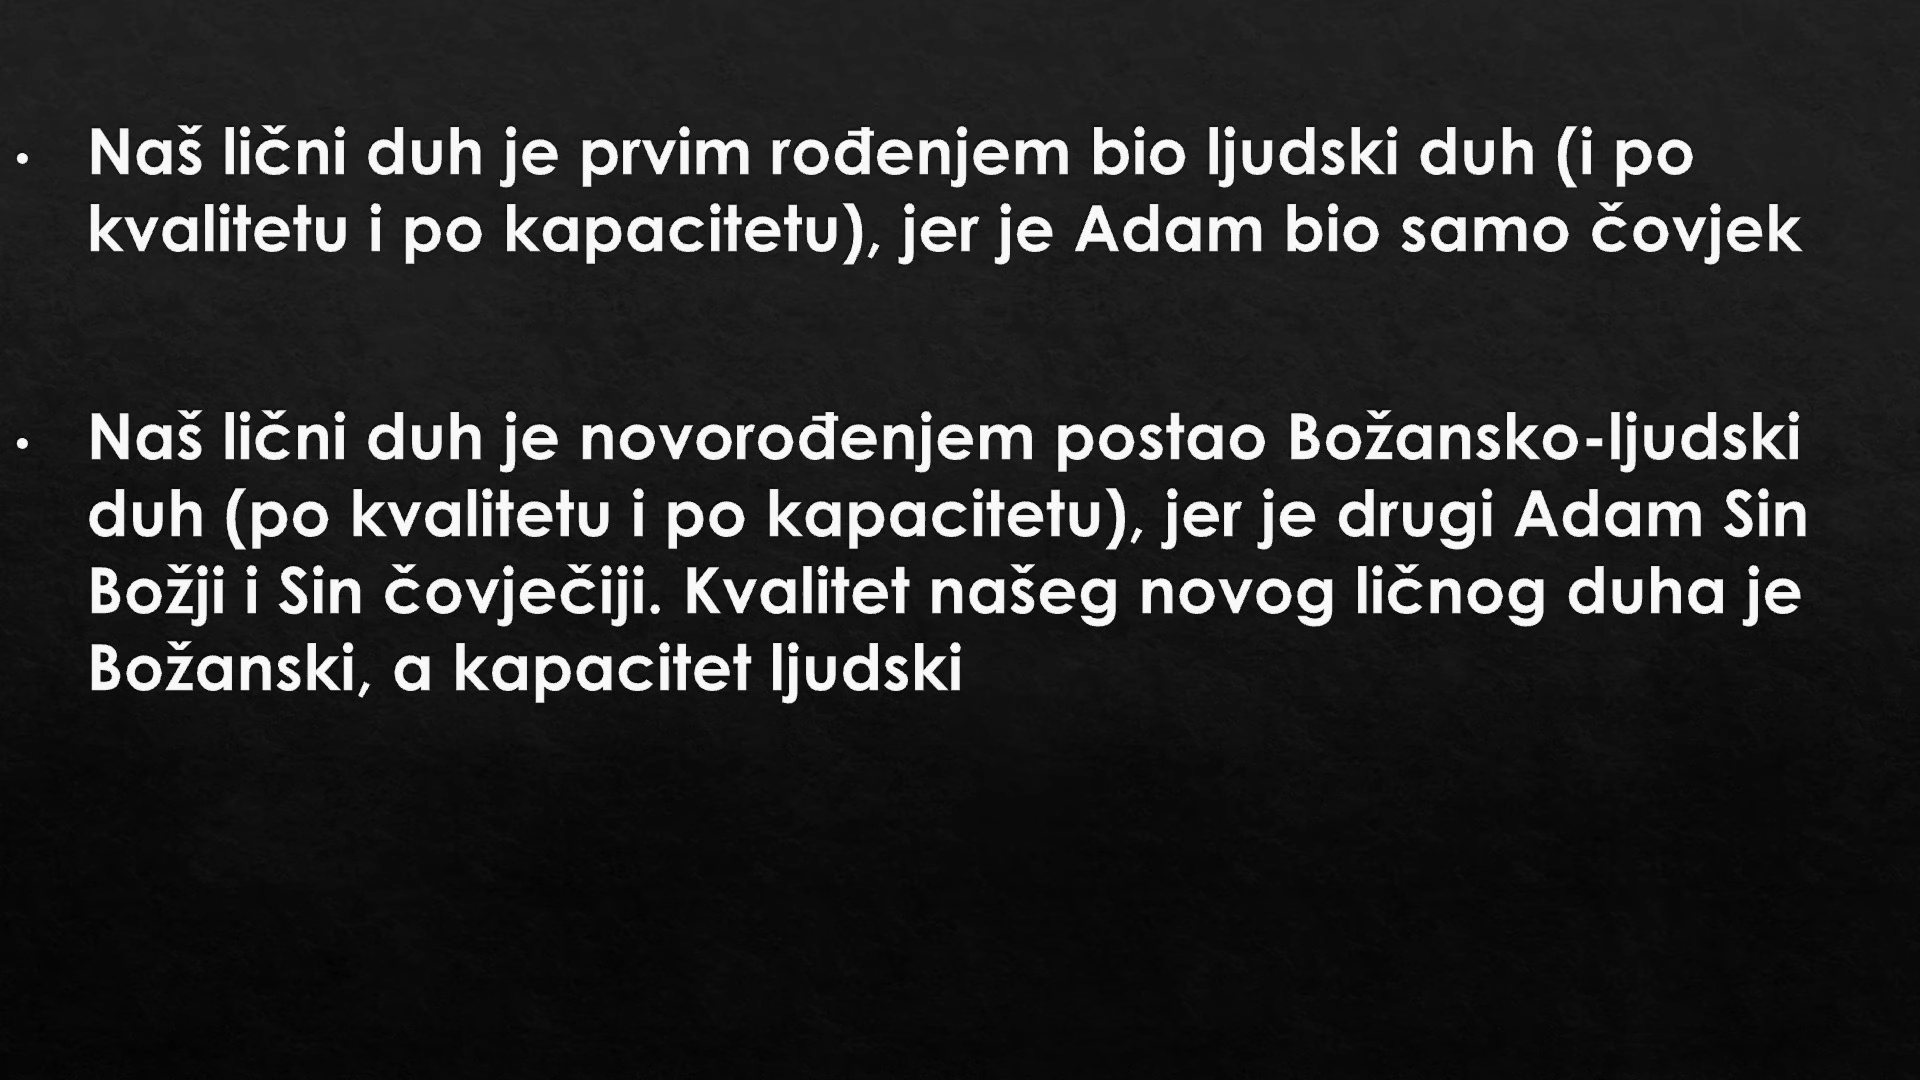 • Naš lični duh je prvim rođenjem bio ljudski duh (i po
kvalitetu i po kapacitetu), jer je Adam bio samo čovjek
• Naš lični duh je novorođenjem postao Božansko-ljudski
duh (po kvalitetu i po kapacitetu), jer je drugi Adam Sin
Božji i Sin čovječiji. Kvalitet našeg novog ličnog duha je
Božanski, a kapacitet ljudski